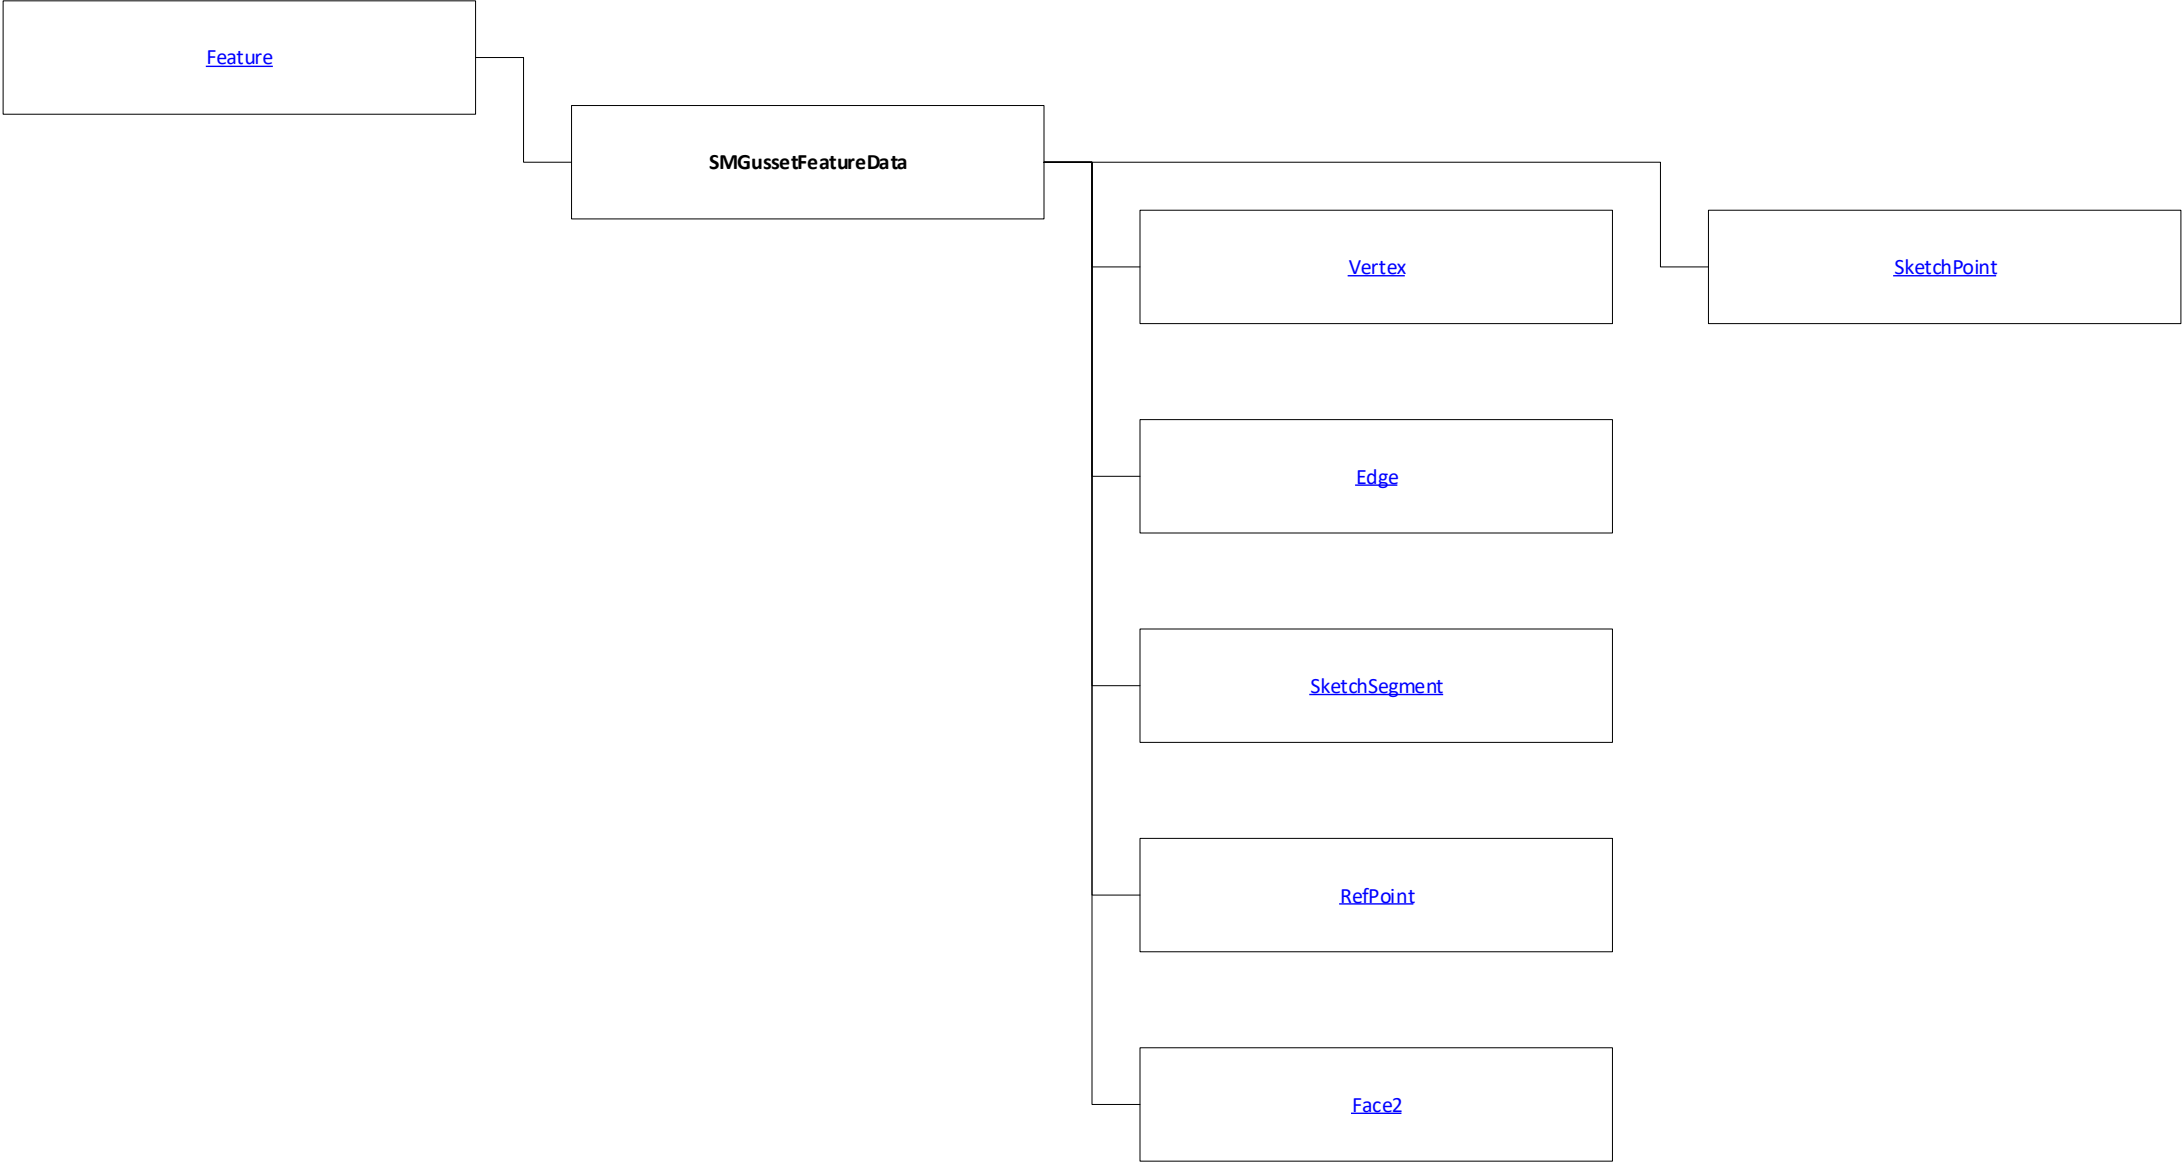 Feature
SMGussetFeatureData
Vertex
SketchPoint
Edge
SketchSegment
RefPoint
Face2